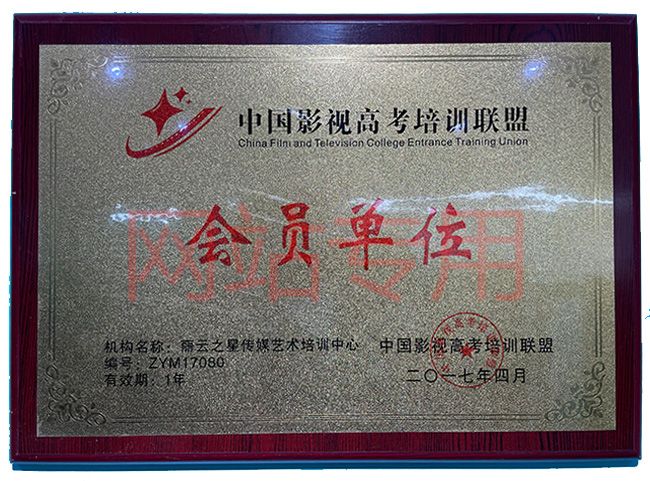 中国影视高考培训联盟
China Film and Television College Entrance Training Union
会员单位
网站专用
机构名称：蒂云之星传媒艺术培训中心
编号：ZYM17080
有效期：1年
中国影视高考培训联盟
二〇一七年四月